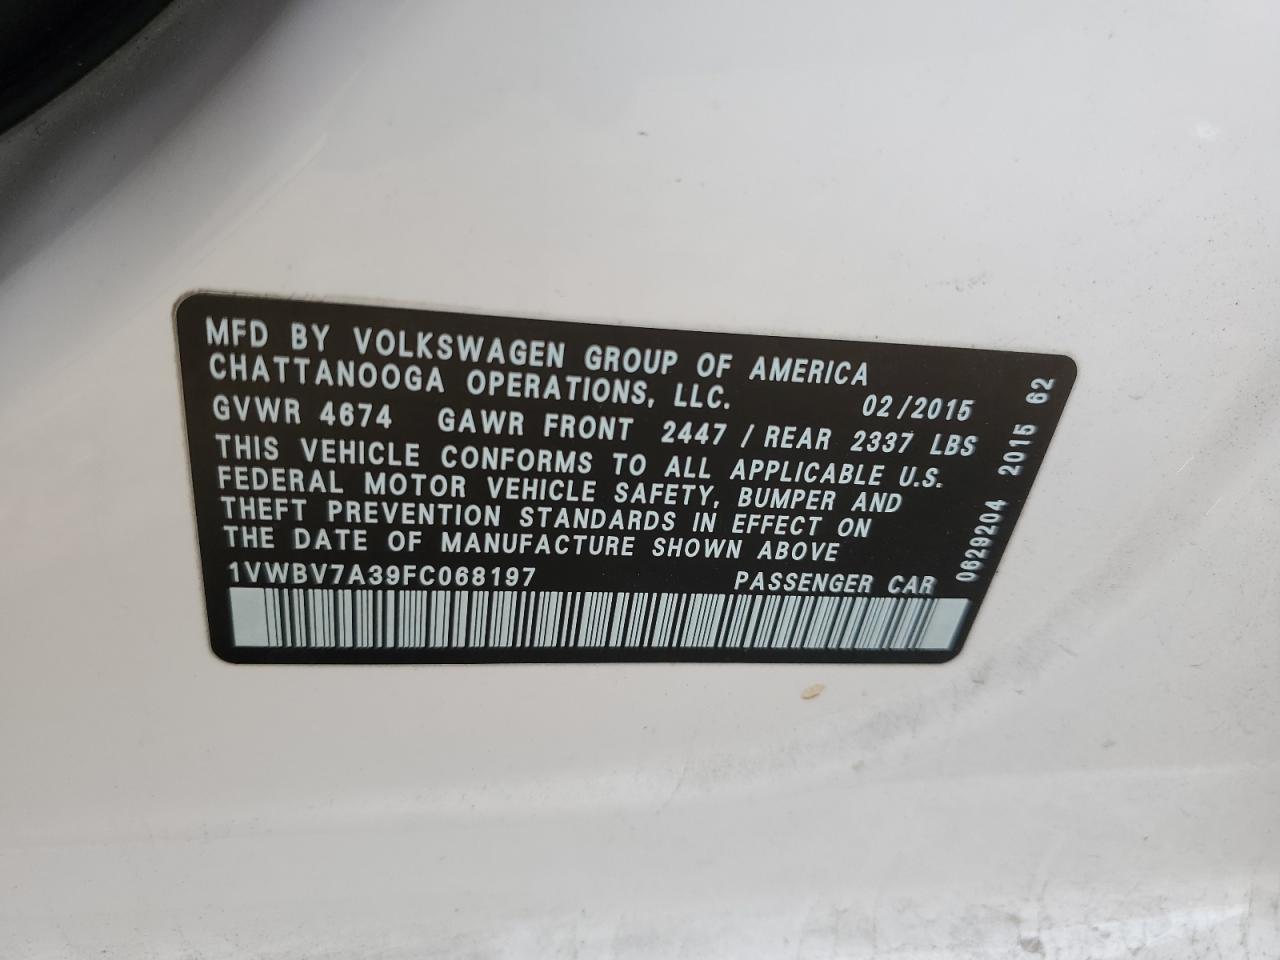 MFD BY VOLKSWAGEN GROUP OF AMERICA
CHATTANOOGA OPERATIONS, LLC. 02/2015
GVWR 4674 GAWR FRONT 2447 / REAR 2337 LBS
THIS VEHICLE CONFORMS TO ALL APPLICABLE U.S.
FEDERAL MOTOR VEHICLE SAFETY, BUMPER AND
THEFT PREVENTION STANDARDS IN EFFECT ON
THE DATE OF MANUFACTURE SHOWN ABOVE
1VWBV7A39FC068197 PASSENGER CAR
0629204 2015 62